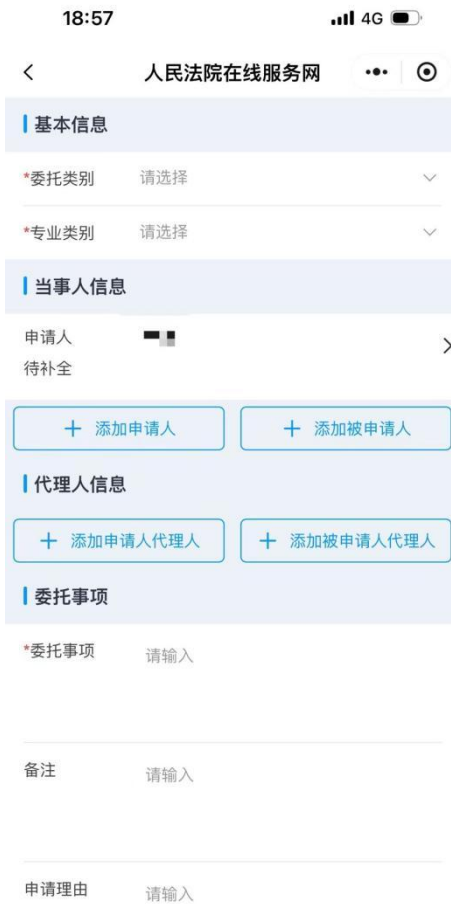 18:57
4G
人民法院在线服务网
基本信息
*委托类别 请选择
*专业类别 请选择
当事人信息
申请人
待补全
+ 添加申请人 + 添加被申请人
代理人信息
+ 添加申请人代理人 + 添加被申请人代理人
委托事项
*委托事项 请输入
备注 请输入
申请理由 请输入